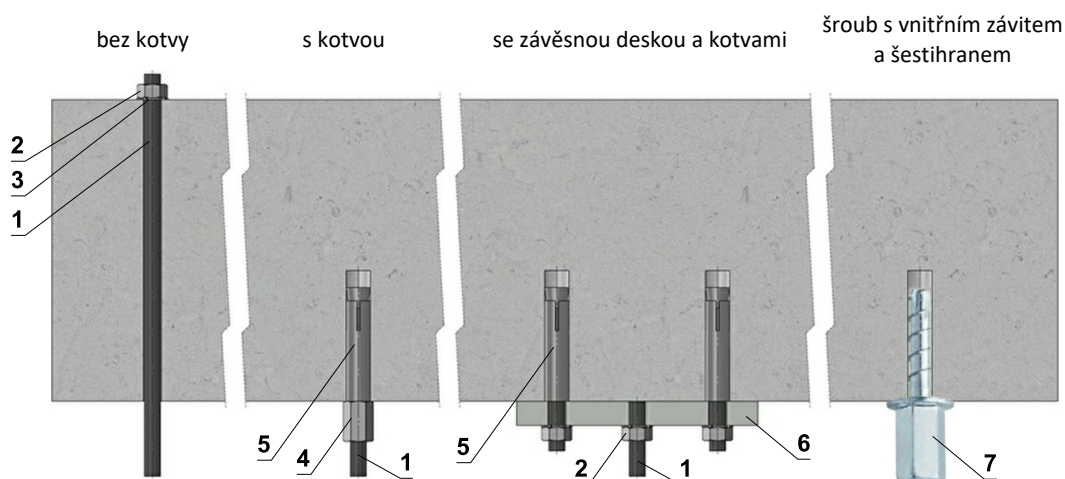 bez kotvy
s kotvou
se závěsnou deskou a kotvami
šroub s vnitřním závitem
a šestihranem
2
3
1
5
4
1
5
2
1
6
7